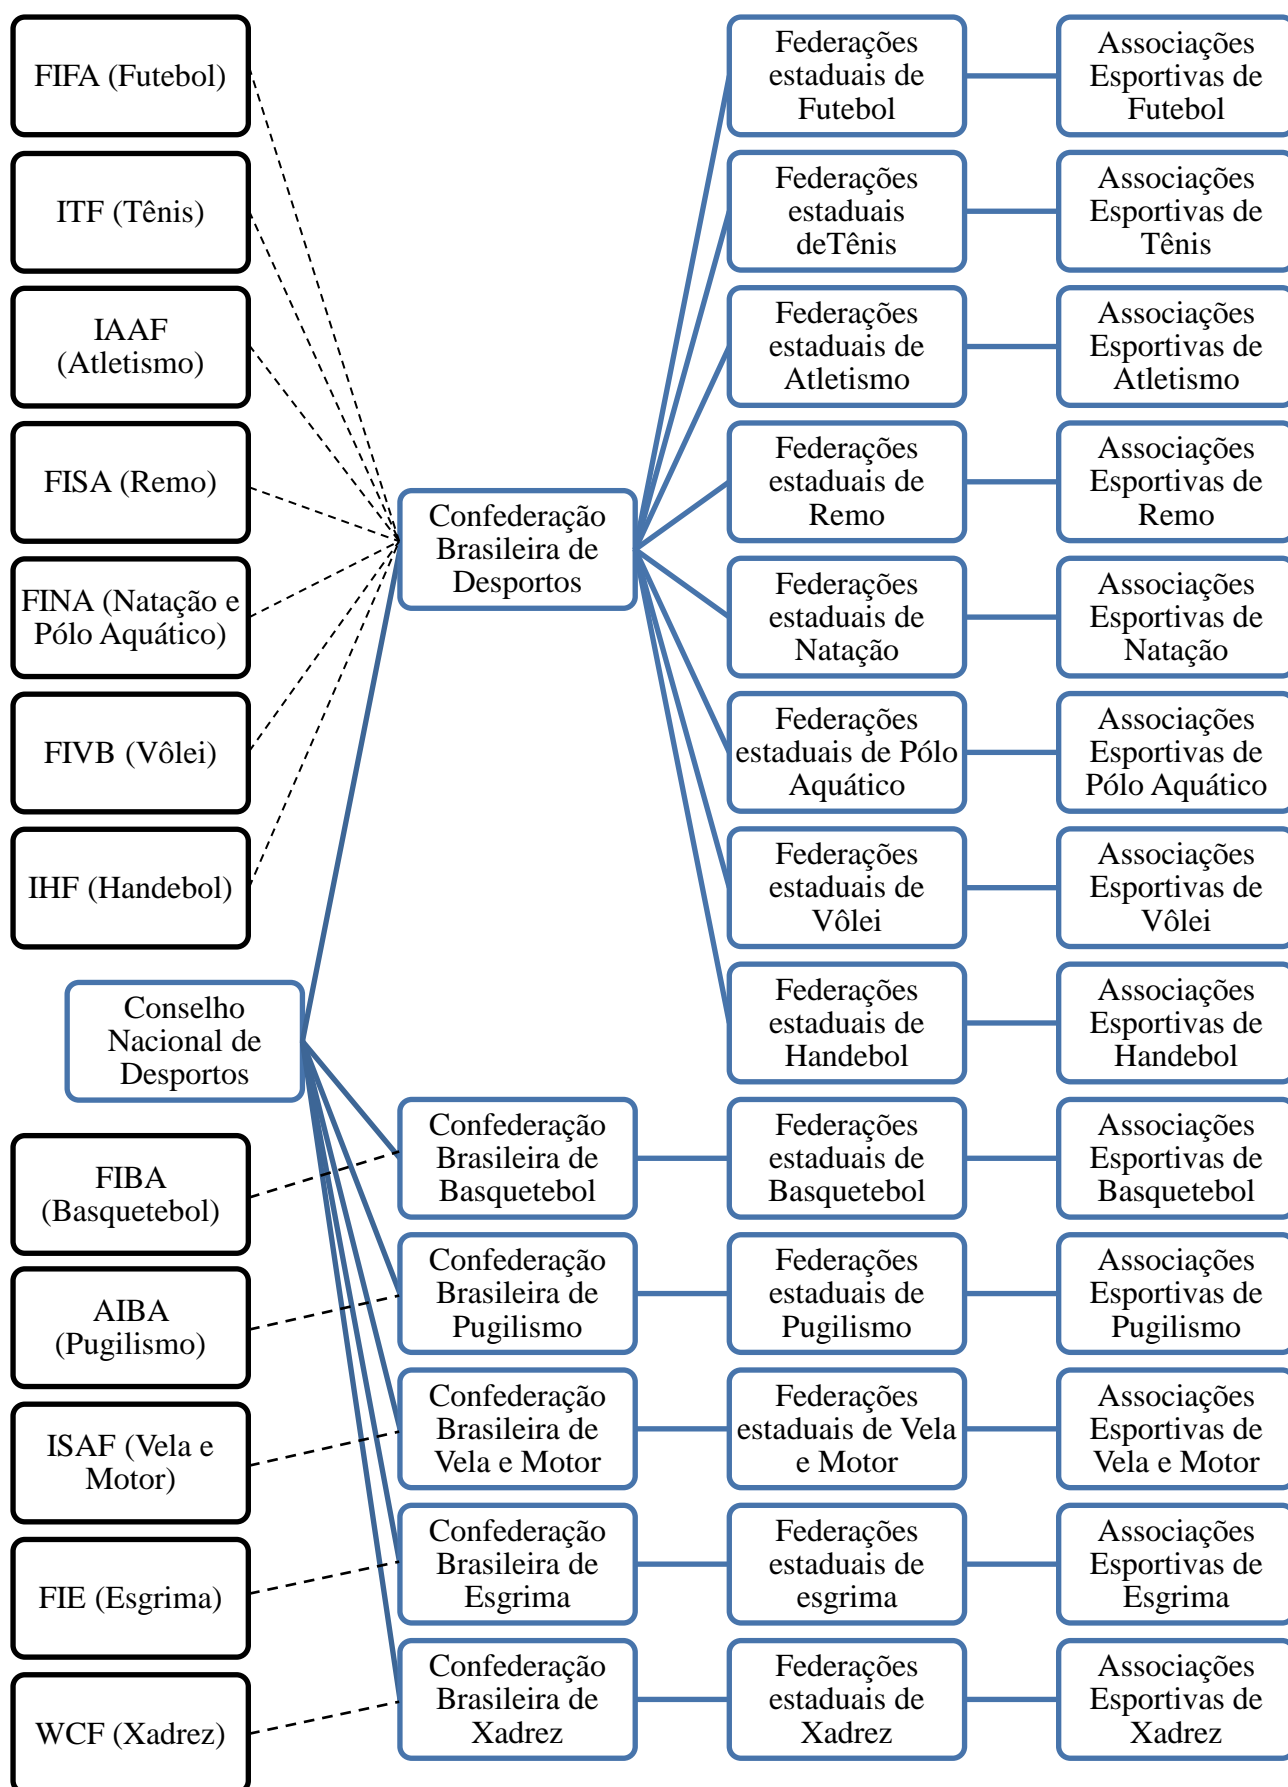 FIFA (Futebol)
ITF (Tênis)
IAAF
(Atletismo)
FISA (Remo)
FINA (Natação e
Pólo Aquático)
FIVB (Vôlei)
IHF (Handebol)
Conselho
Nacional de
Desportos
FIBA
(Basquetebol)
AIBA
(Pugilismo)
ISAF (Vela e
Motor)
FIE (Esgrima)
WCF (Xadrez)
Confederação
Brasileira de
Desportos
Confederação
Brasileira de
Basquetebol
Confederação
Brasileira de
Pugilismo
Confederação
Brasileira de
Vela e Motor
Confederação
Brasileira de
Esgrima
Confederação
Brasileira de
Xadrez
Federações
estaduais de
Futebol
Federações
estaduais
deTênis
Federações
estaduais de
Atletismo
Federações
estaduais de
Remo
Federações
estaduais de
Natação
Federações
estaduais de Pólo
Aquático
Federações
estaduais de
Vôlei
Federações
estaduais de
Handebol
Federações
estaduais de
Basquetebol
Federações
estaduais de
Pugilismo
Federações
estaduais de Vela
e Motor
Federações
estaduais de
esgrima
Federações
estaduais de
Xadrez
Associações
Esportivas de
Futebol
Associações
Esportivas de
Tênis
Associações
Esportivas de
Atletismo
Associações
Esportivas de
Remo
Associações
Esportivas de
Natação
Associações
Esportivas de
Pólo Aquático
Associações
Esportivas de
Vôlei
Associações
Esportivas de
Handebol
Associações
Esportivas de
Basquetebol
Associações
Esportivas de
Pugilismo
Associações
Esportivas de
Vela e Motor
Associações
Esportivas de
Esgrima
Associações
Esportivas de
Xadrez